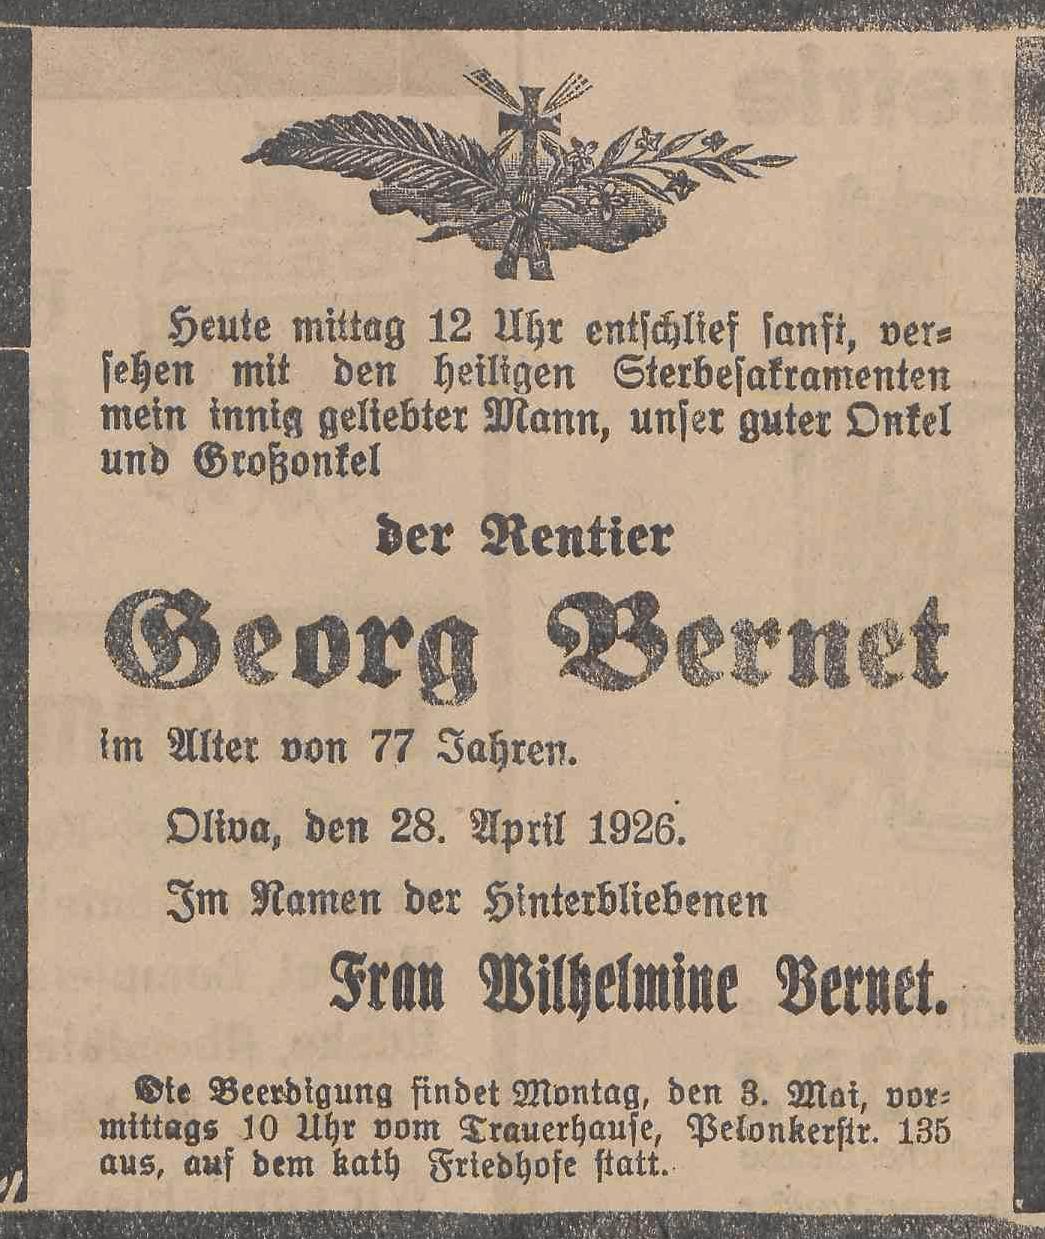 Heute mittag 12 Uhr entschlief sanft, ver-
sehen mit den heiligen Sterbesakramenten
mein innig geliebter Mann, unser guter Onkel
und Großonkel
der Rentier
Georg Bernet
im Alter von 77 Jahren.
Oliva, den 28. April 1926.
Im Namen der Hinterbliebenen
Frau Wilhelmine Bernet.
Die Beerdigung findet Montag, den 3. Mai, vor-
mittags 10 Uhr vom Trauerhause, Pelonkerstr. 135
aus, auf dem kath Friedhofe statt.